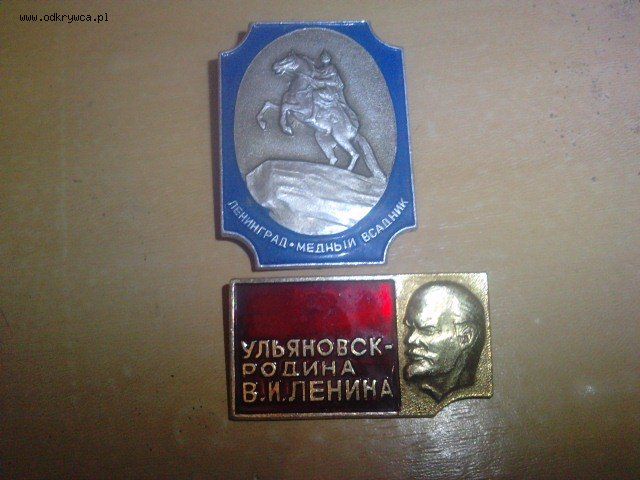 www.odkrywca.pl
ЛЕНИНГРАД • МЕДНЫЙ ВСАДНИК
УЛЬЯНОВСК-
РОДИНА
В.И.ЛЕНИНА